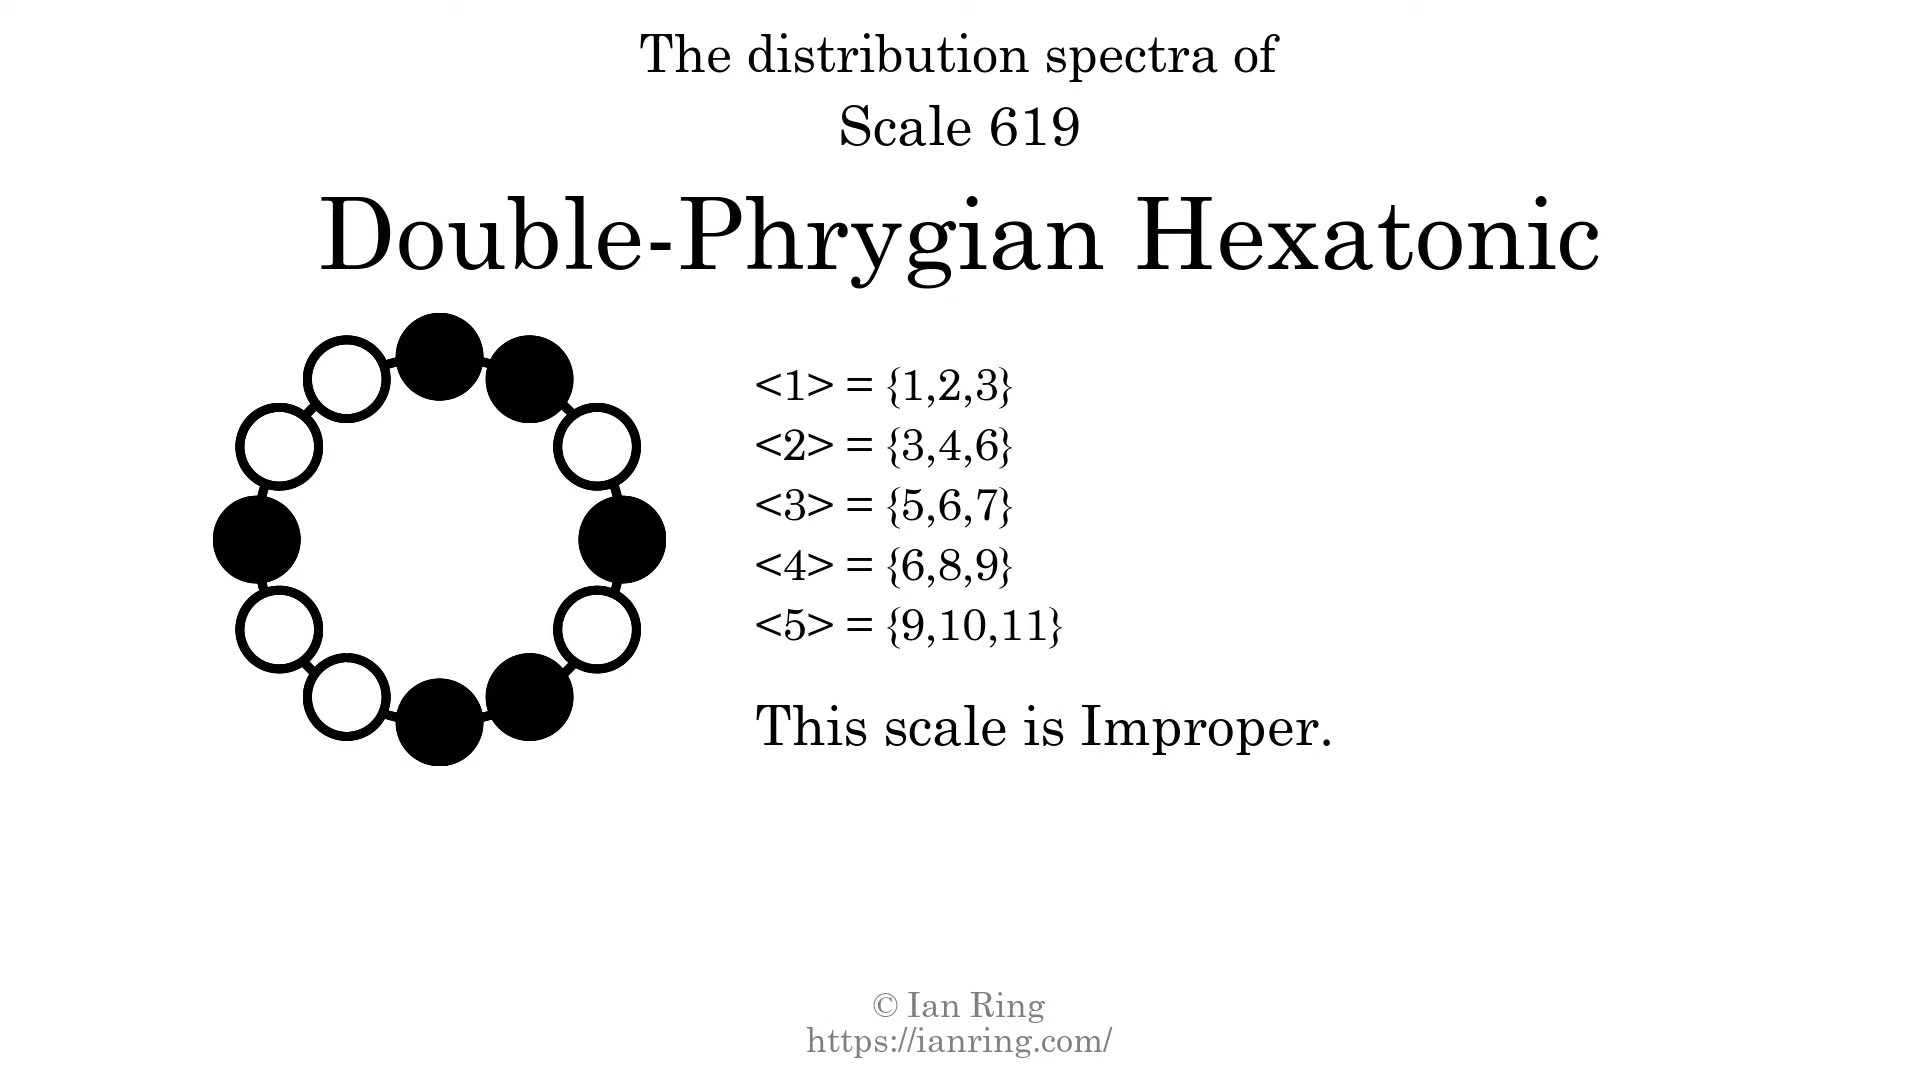 The distribution spectra of
Scale 619
Double-Phrygian Hexatonic
<1> = {1,2,3}
<2> = {3,4,6}
<3> = {5,6,7}
<4> = {6,8,9}
<5> = {9,10,11}
This scale is Improper.
© Ian Ring
https://ianring.com/